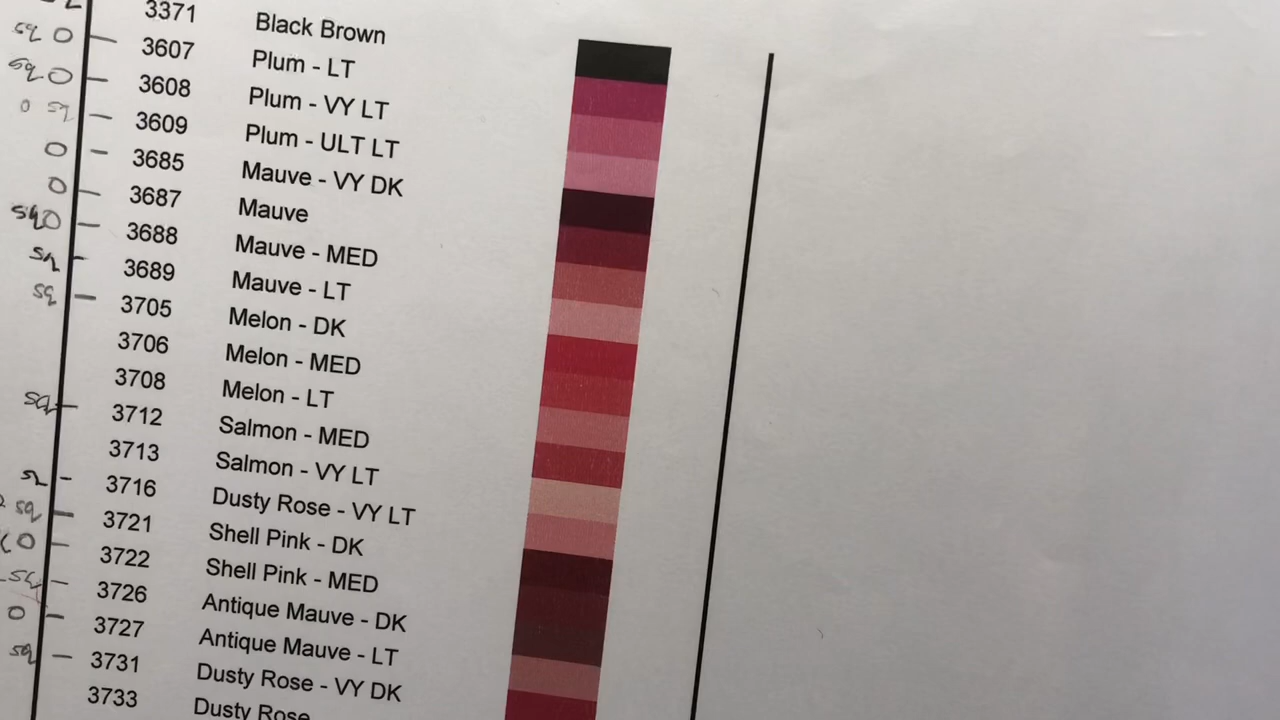 3371 Black Brown
3607 Plum - LT
3608 Plum - VY LT
3609 Plum - ULT LT
3685 Mauve - VY DK
3687 Mauve
3688 Mauve - MED
3689 Mauve - LT
3705 Melon - DK
3706 Melon - MED
3708 Melon - LT
3712 Salmon - MED
3713 Salmon - VY LT
3716 Dusty Rose - VY LT
3721 Shell Pink - DK
3722 Shell Pink - MED
3726 Antique Mauve - DK
3727 Antique Mauve - LT
3731 Dusty Rose - VY DK
3733 Dusty Rose